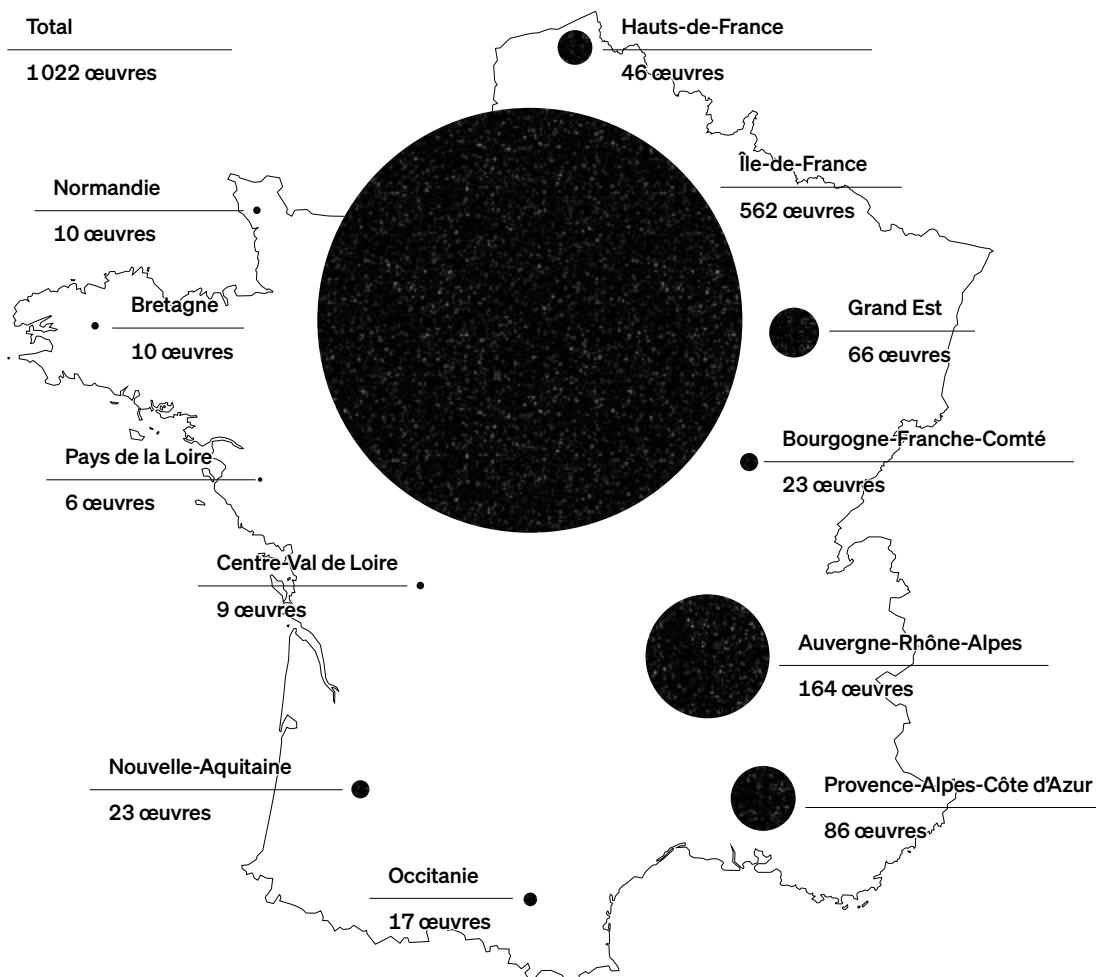 Total
1 022 œuvres
Hauts-de-France
46 œuvres
Île-de-France
562 œuvres
Normandie
10 œuvres
Bretagne
10 œuvres
Grand Est
66 œuvres
Bourgogne-Franche-Comté
23 œuvres
Pays de la Loire
6 œuvres
Centre-Val de Loire
9 œuvres
Auvergne-Rhône-Alpes
164 œuvres
Nouvelle-Aquitaine
23 œuvres
Provence-Alpes-Côte d'Azur
86 œuvres
Occitanie
17 œuvres